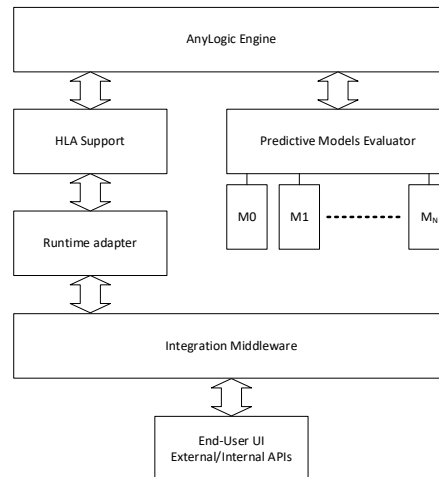 AnyLogic Engine
HLA Support
Predictive Models Evaluator
M0
M1
M_N
Runtime adapter
Integration Middleware
End-User UI
External/Internal APIs